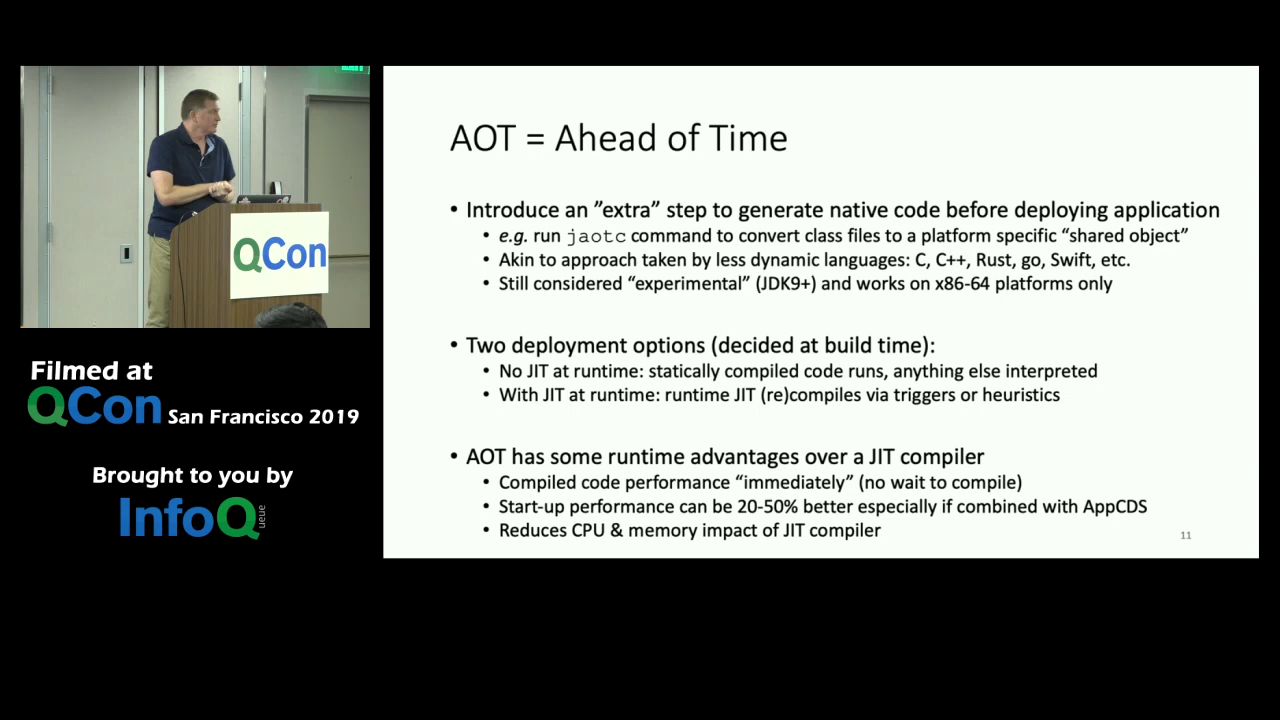 QCon
Filmed at
QCon San Francisco 2019
Brought to you by
InfoQ
ueue
AOT = Ahead of Time
• Introduce an ”extra” step to generate native code before deploying application
• e.g. run jaotc command to convert class files to a platform specific “shared object”
• Akin to approach taken by less dynamic languages: C, C++, Rust, go, Swift, etc.
• Still considered “experimental” (JDK9+) and works on x86-64 platforms only
• Two deployment options (decided at build time):
• No JIT at runtime: statically compiled code runs, anything else interpreted
• With JIT at runtime: runtime JIT (re)compiles via triggers or heuristics
• AOT has some runtime advantages over a JIT compiler
• Compiled code performance “immediately” (no wait to compile)
• Start-up performance can be 20-50% better especially if combined with AppCDS
• Reduces CPU & memory impact of JIT compiler
11